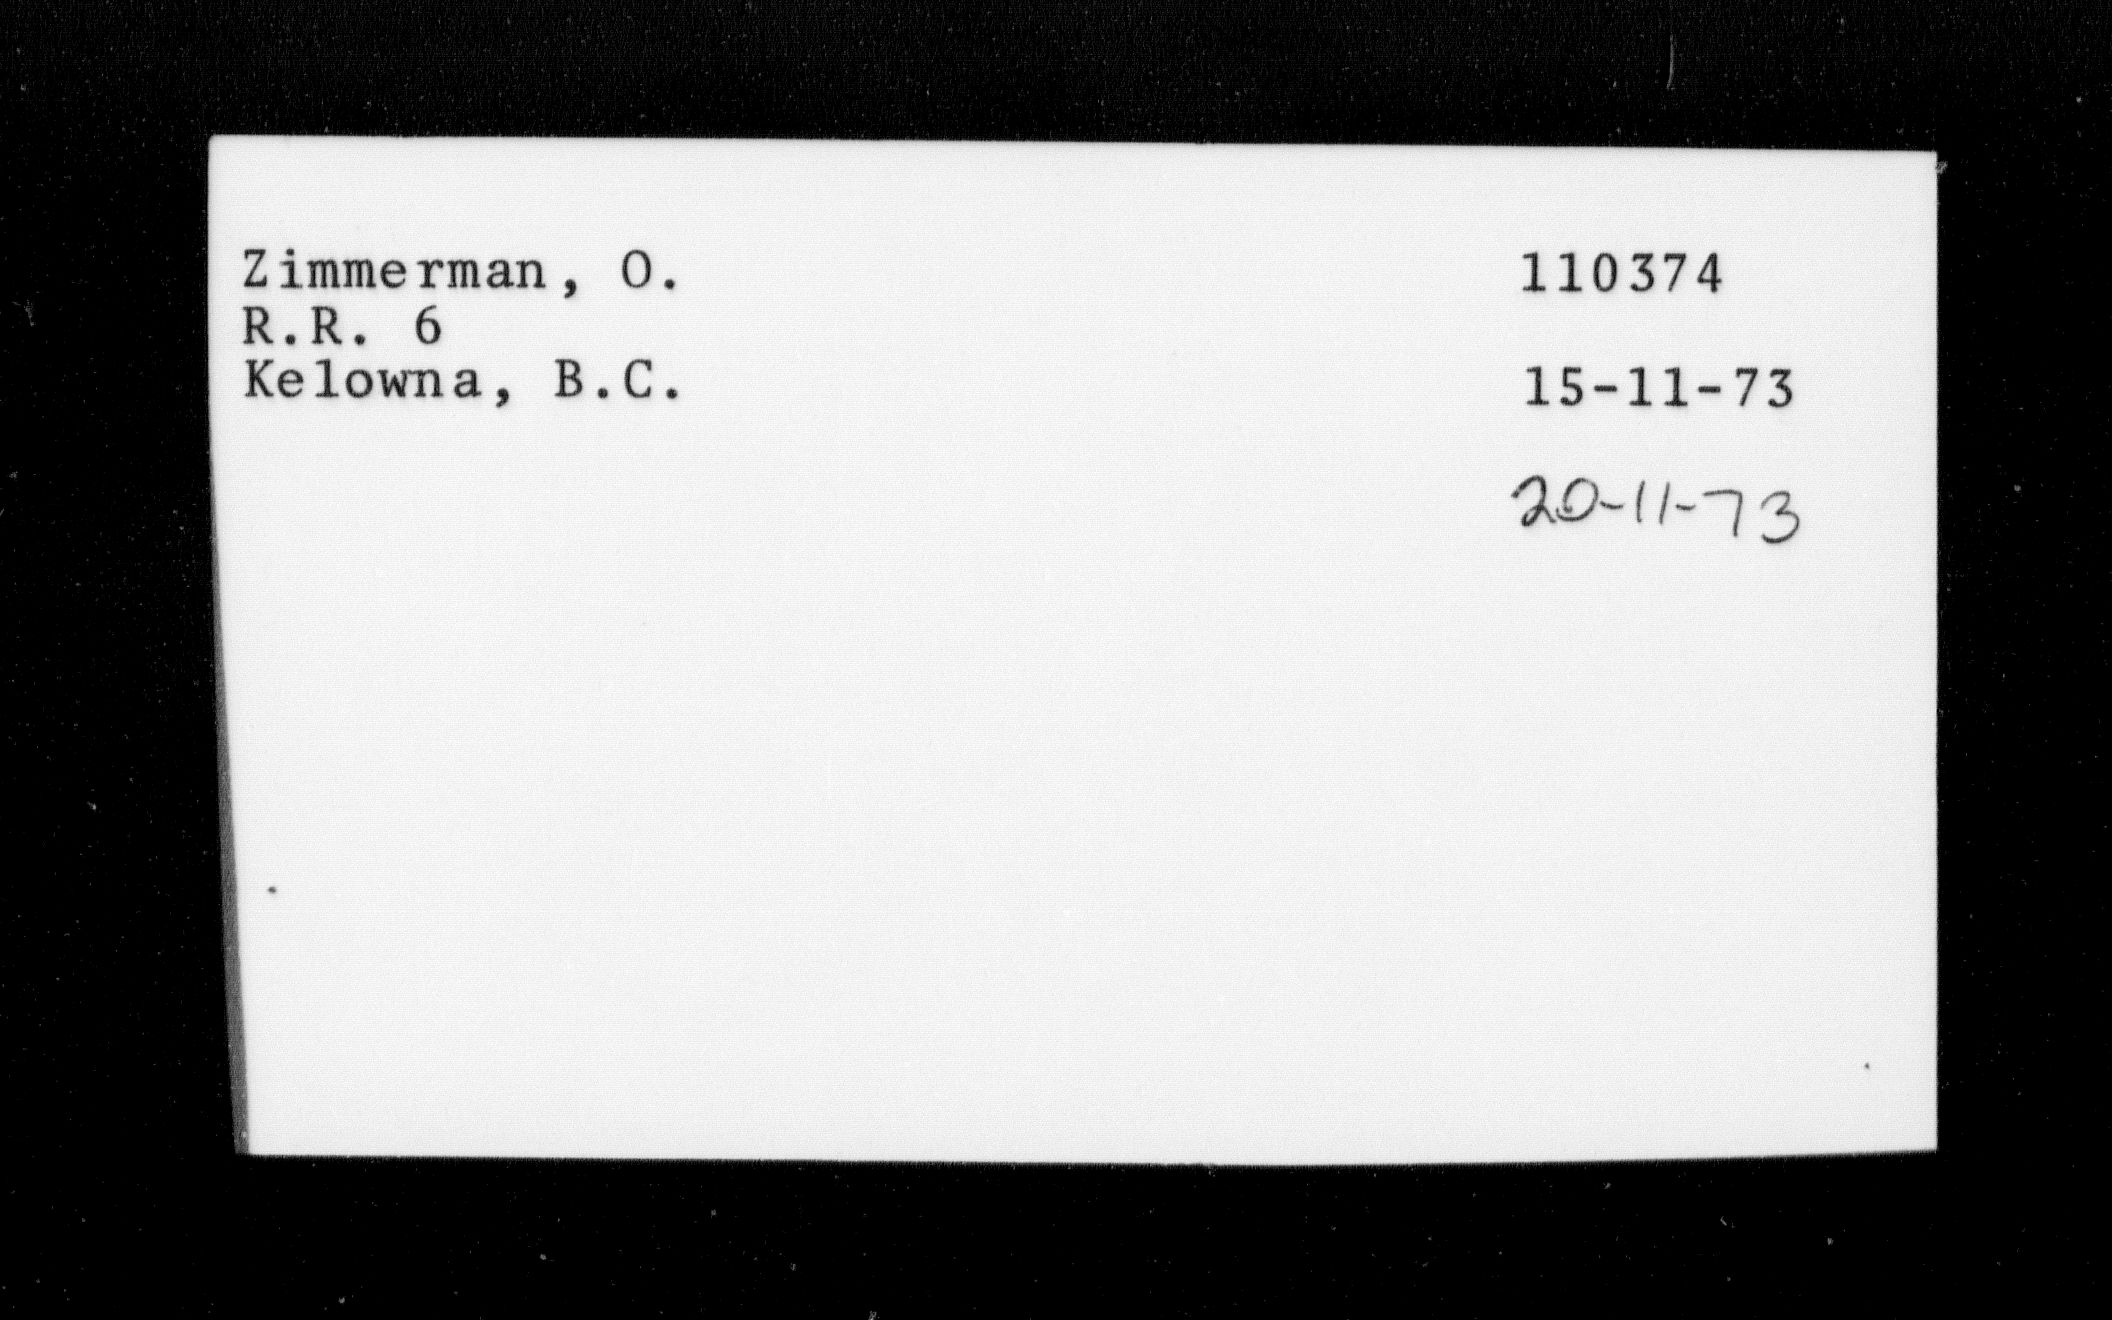 Zimmerman, O.
R.R. 6
Kelowna, B.C.
110374
15-11-73
20-11-73